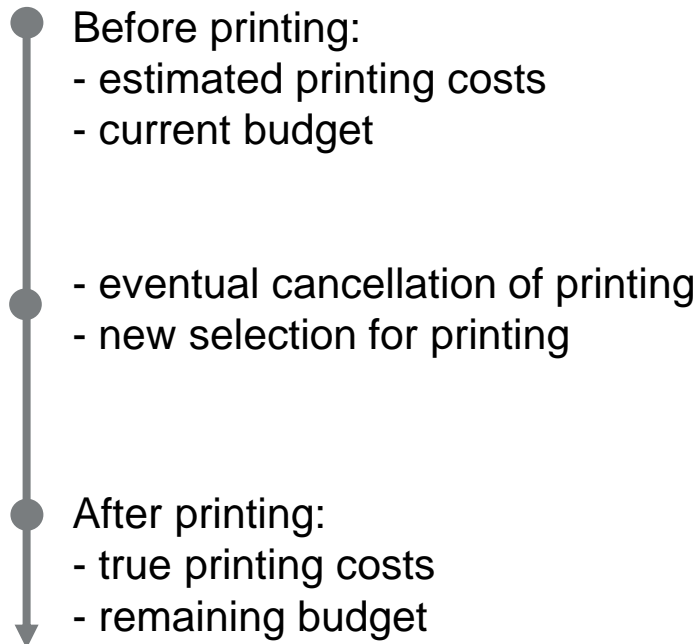 Before printing:
- estimated printing costs
- current budget
- eventual cancellation of printing
- new selection for printing
After printing:
- true printing costs
- remaining budget